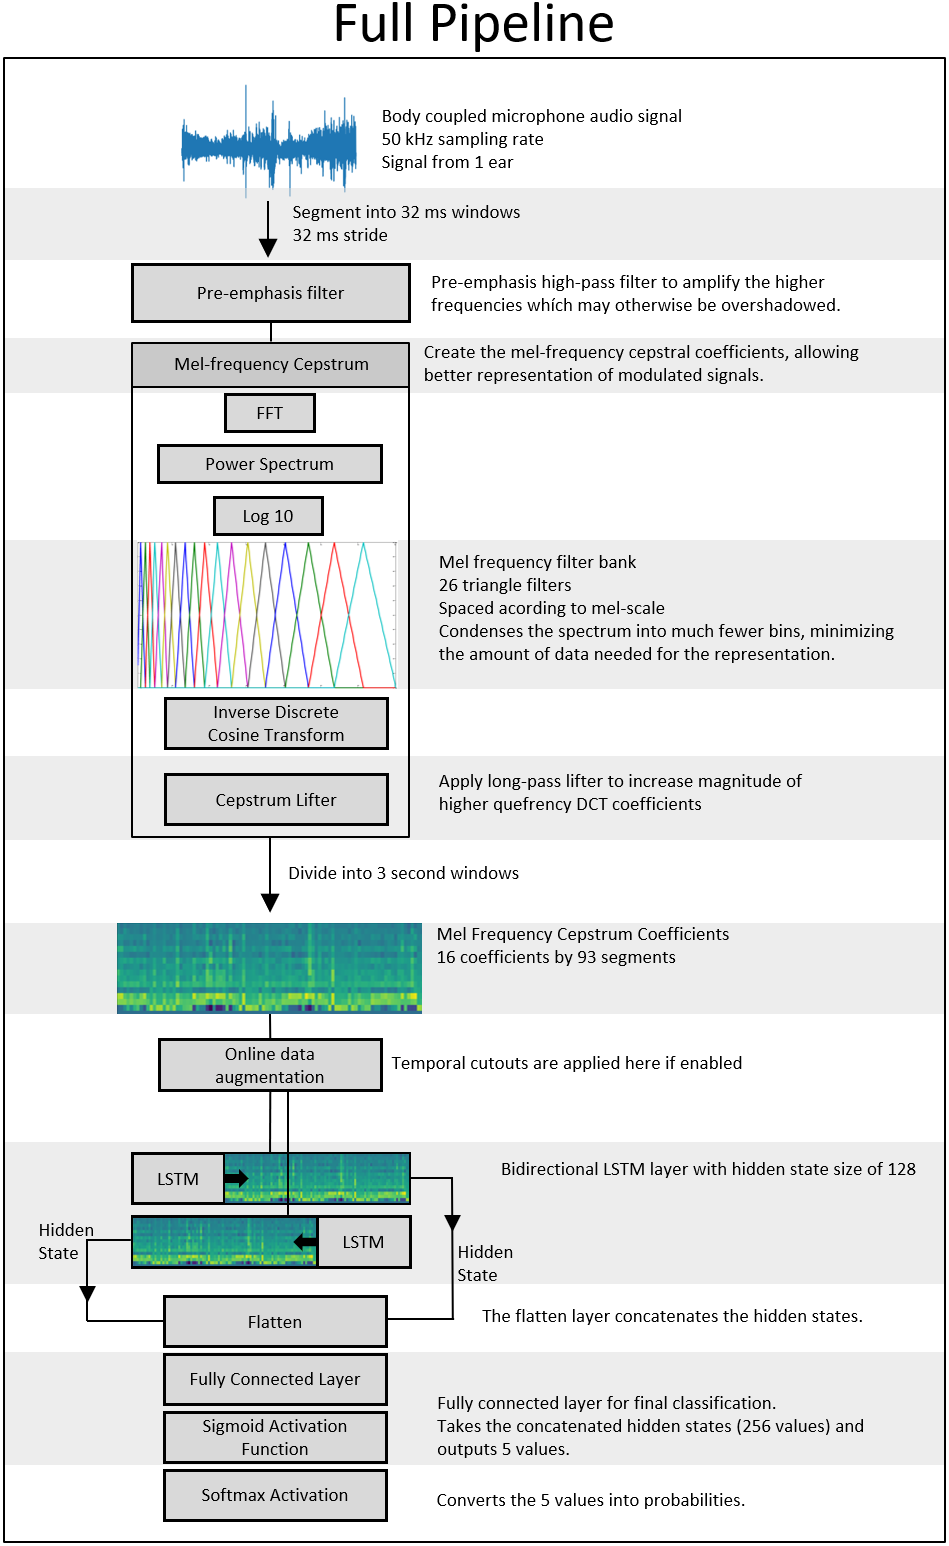 Full Pipeline
Body coupled microphone audio signal
50 kHz sampling rate
Signal from 1 ear
Segment into 32 ms windows
32 ms stride
Pre-emphasis filter
Pre-emphasis high-pass filter to amplify the higher
frequencies whích may otherwise be overshadowed.
Mel-frequency Cepstrum
Create the mel-frequency cepstral coefficients, allowing
better representation of modulated signals.
FFT
Power Spectrum
Log 10
Mel frequency filter bank
26 triangle filters
Spaced acording to mel-scale
Condenses the spectrum into much fewer bins, minimizing
the amount of data needed for the representation.
Inverse Discrete
Cosine Transform
Cepstrum Lifter
Apply long-pass lifter to increase magnitude of
higher quefrency DCT coefficients
Divide into 3 second windows
Mel Frequency Cepstrum Coefficients
16 coefficients by 93 segments
Online data
augmentation
Temporal cutouts are applied here if enabled
LSTM
Bidirectional LSTM layer with hidden state size of 128
Hidden
State
LSTM
Hidden
State
Flatten
The flatten layer concatenates the hidden states.
Fully Connected Layer
Sigmoid Activation
Function
Fully connected layer for final classification.
Takes the concatenated hidden states (256 values) and
outputs 5 values.
Softmax Activation
Converts the 5 values into probabilities.